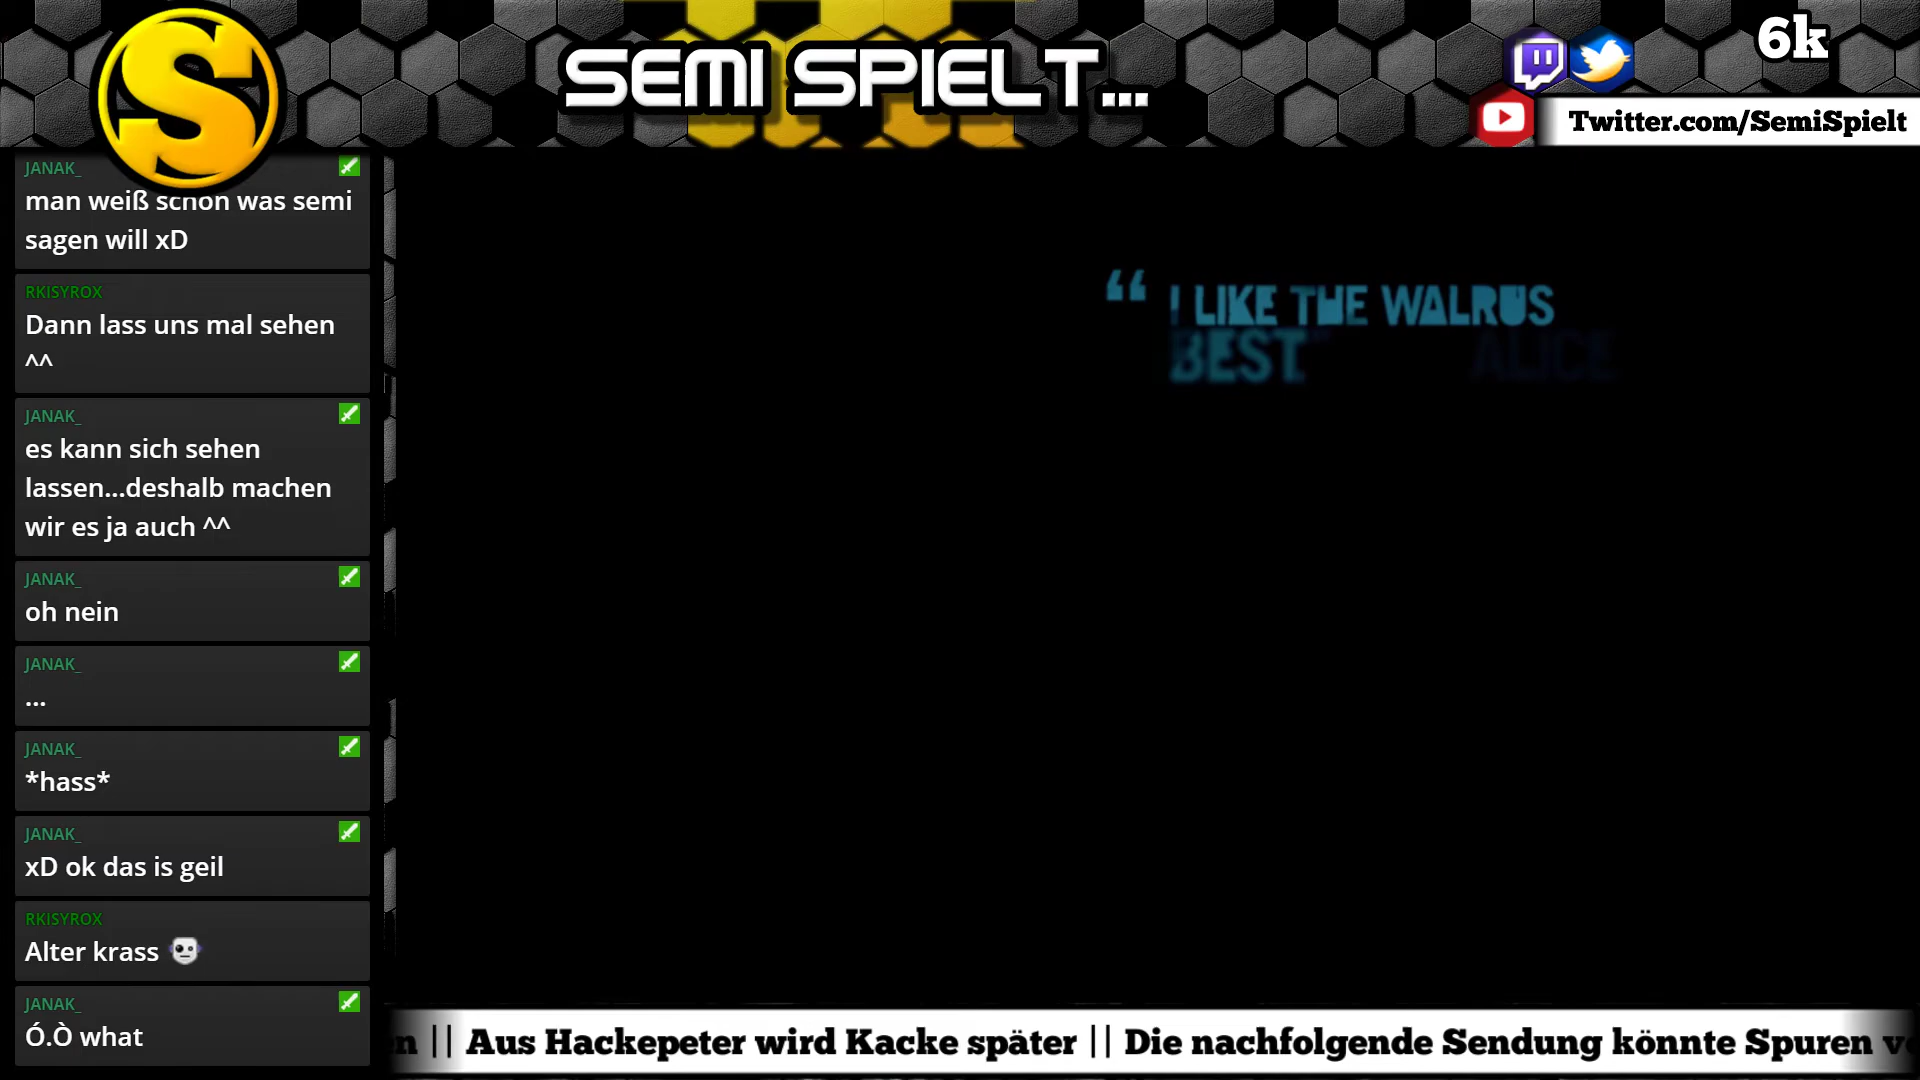 S
SEMI SPIELT...
6k
Twitter.com/SemiSpielt
JANAK_
man weiß schon was semi
sagen will xD
RKISYROX
Dann lass uns mal sehen
^^
JANAK_
es kann sich sehen
lassen...deshalb machen
wir es ja auch ^^
JANAK_
oh nein
JANAK_
...
JANAK_
*hass*
JANAK_
xD ok das is geil
RKISYROX
Alter krass
JANAK_
Ó.Ò what
“ I LIKE THE WALRUS
BEST” ALICE
n || Aus Hackepeter wird Kacke später || Die nachfolgende Sendung könnte Spuren v